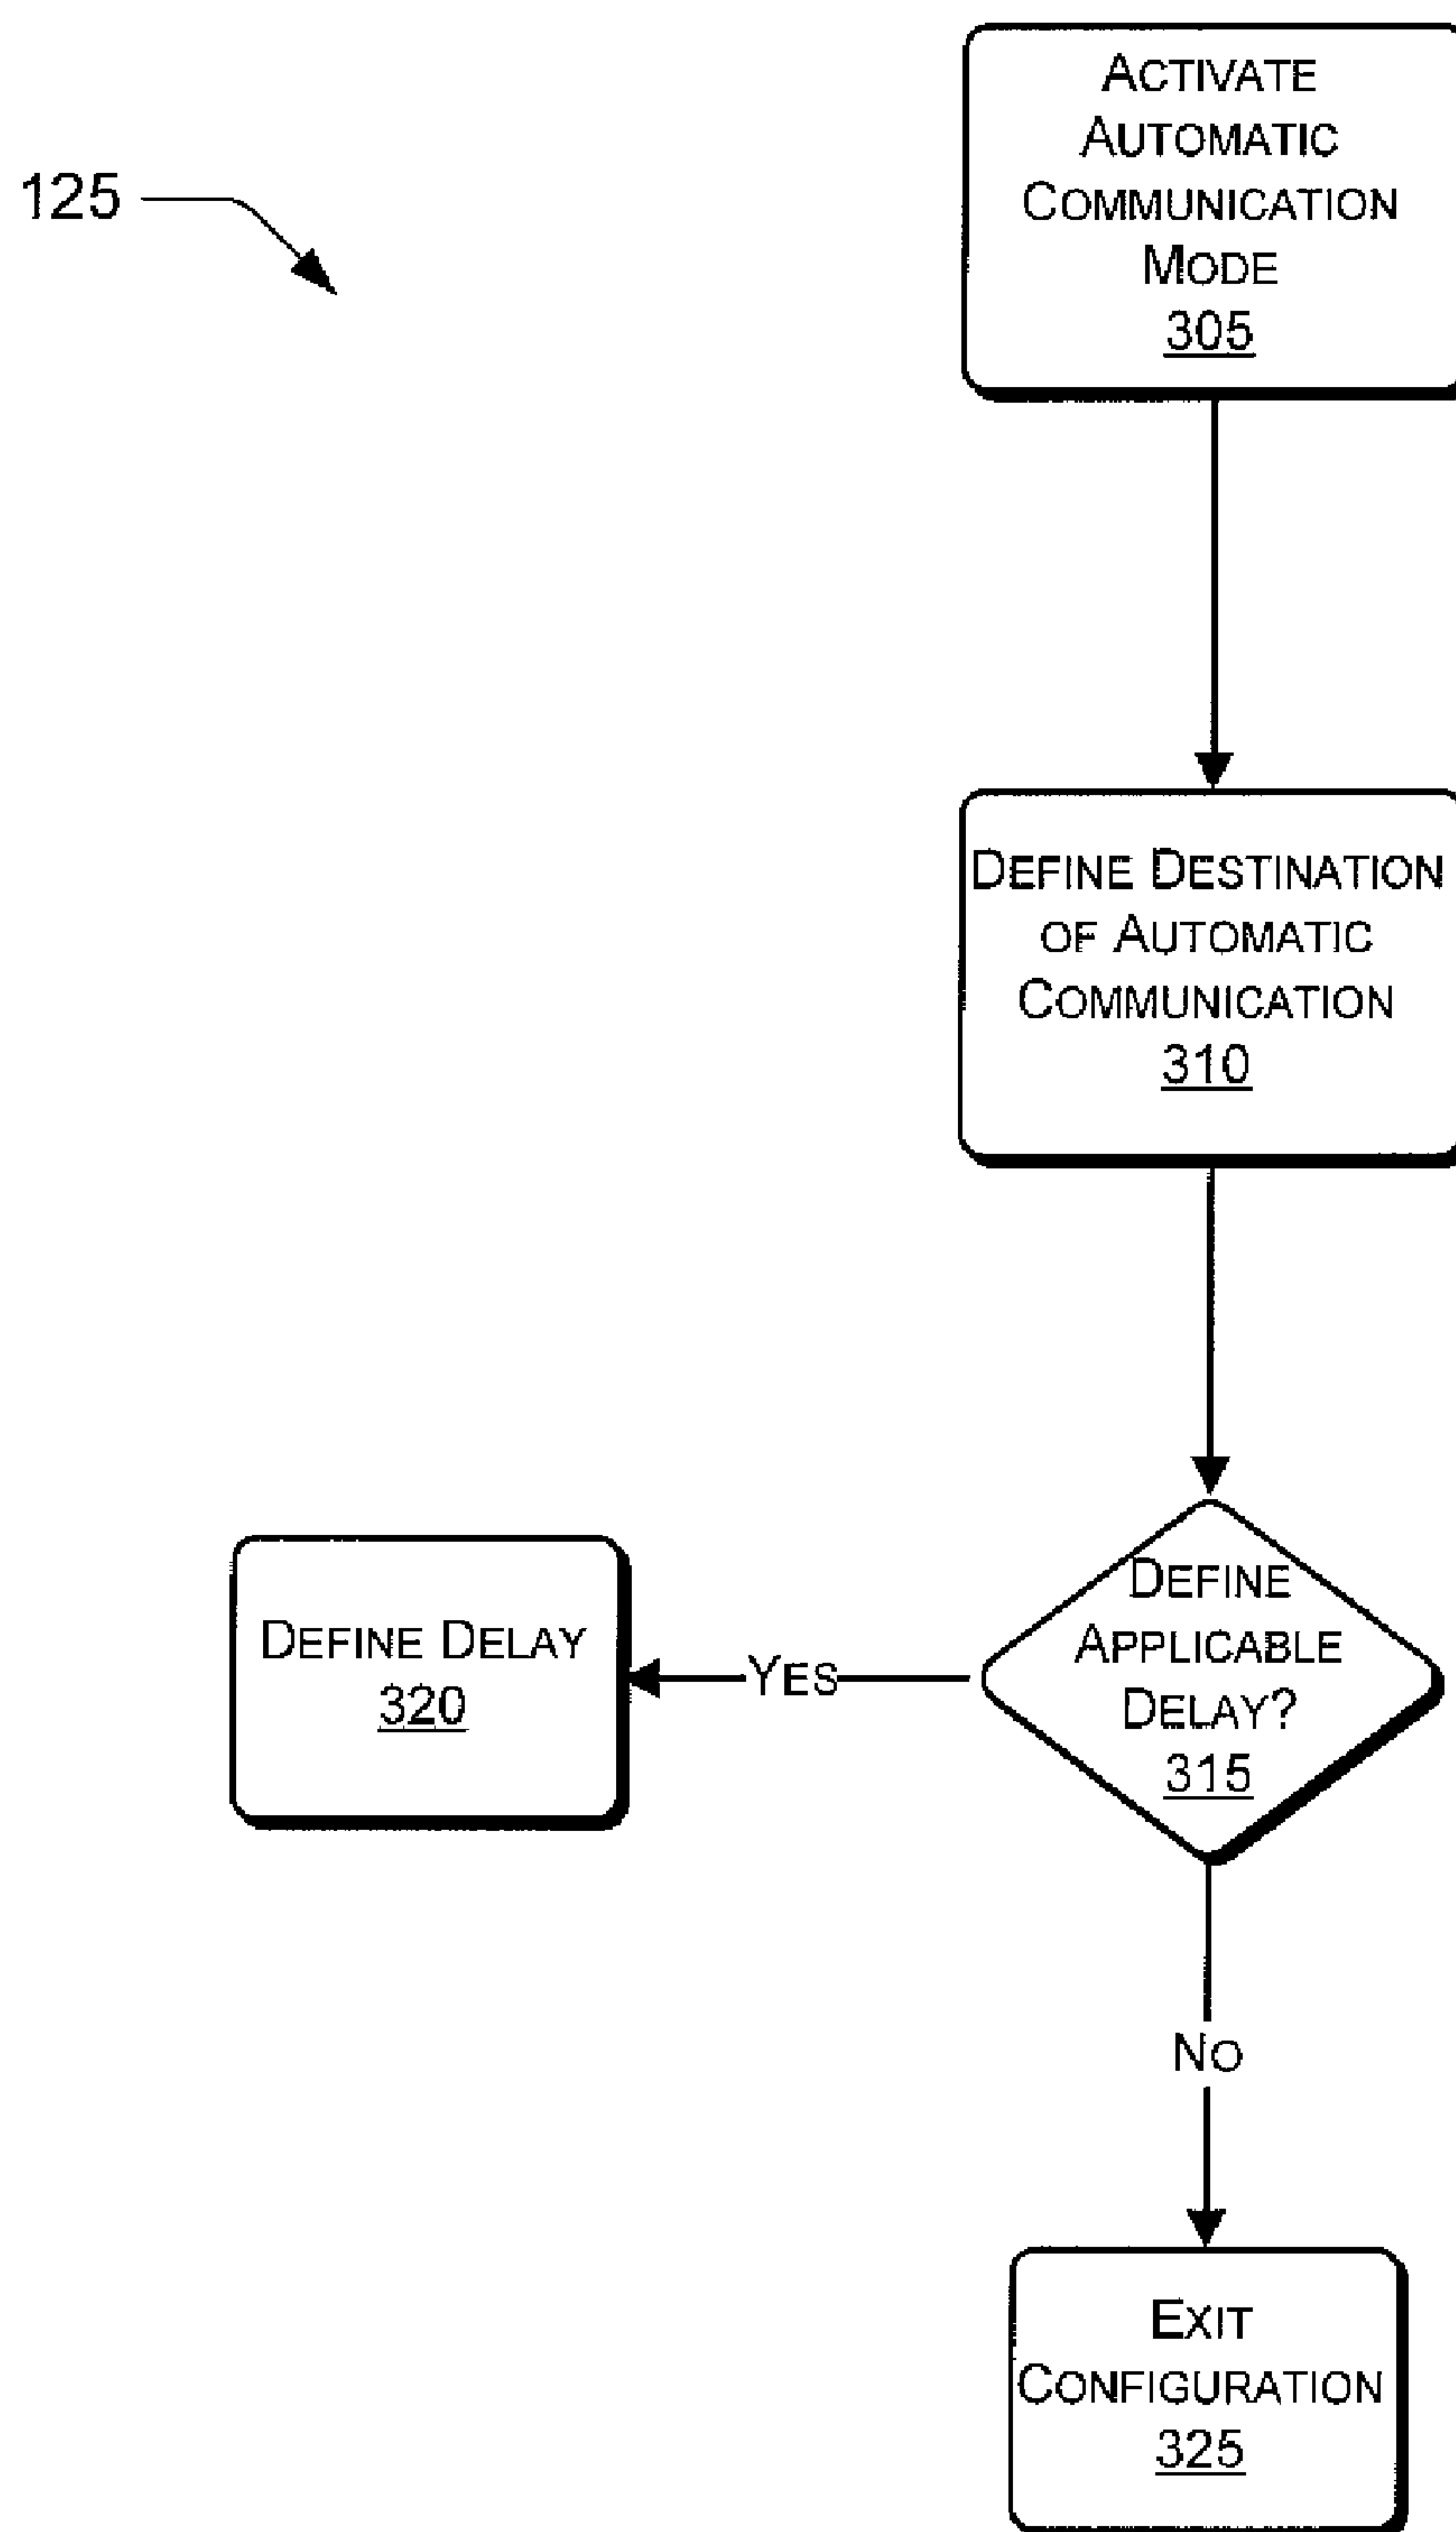 125
ACTIVATE
AUTOMATIC
COMMUNICATION
MODE
305
DEFINE DESTINATION
OF AUTOMATIC
COMMUNICATION
310
DEFINE
APPLICABLE
DELAY?
315
YES
DEFINE DELAY
320
NO
EXIT
CONFIGURATION
325